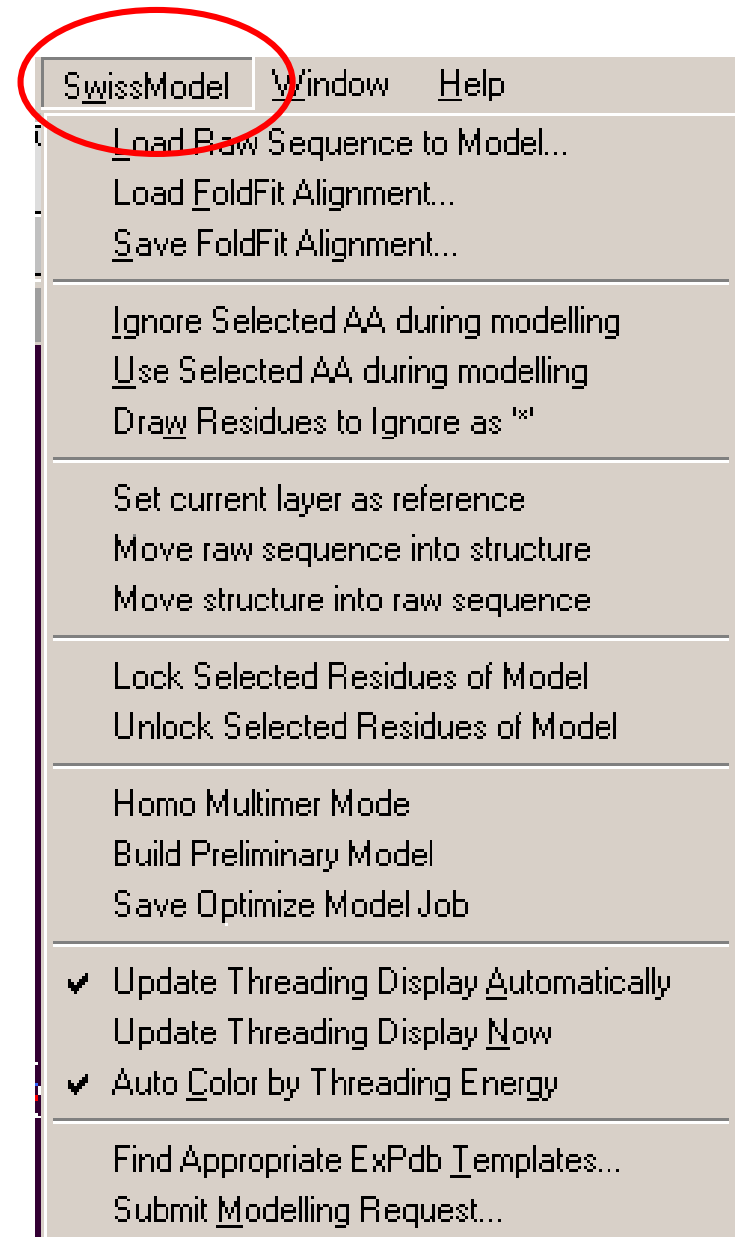 SwissModel Window Help
Load Raw Sequence to Model...
Load FoldFit Alignment...
Save FoldFit Alignment...
Ignore Selected AA during modelling
Use Selected AA during modelling
Draw Residues to Ignore as '*'
Set current layer as reference
Move raw sequence into structure
Move structure into raw sequence
Lock Selected Residues of Model
Unlock Selected Residues of Model
Homo Multimer Mode
Build Preliminary Model
Save Optimize Model Job
✓ Update Threading Display Automatically
Update Threading Display Now
✓ Auto Color by Threading Energy
Find Appropriate ExPdb Templates...
Submit Modelling Request...